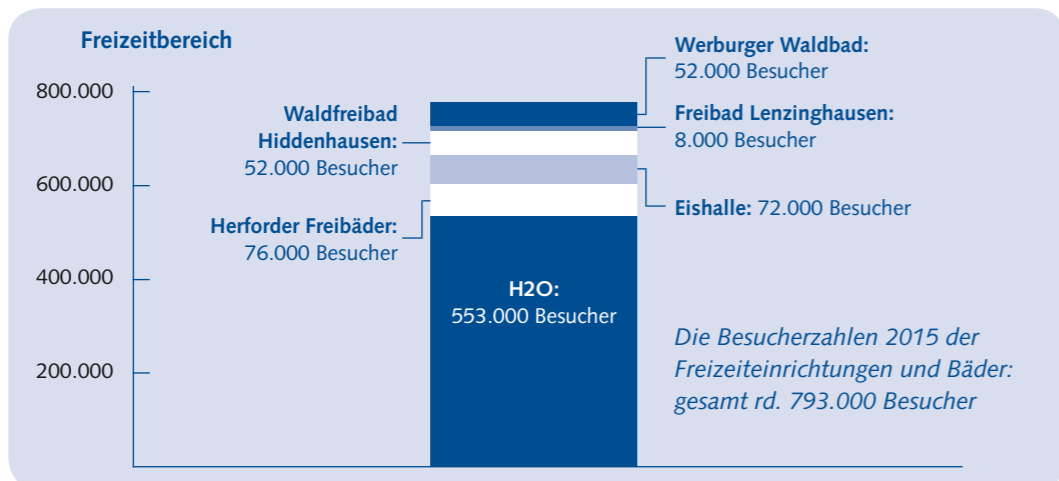 Freizeitbereich
800.000
600.000
400.000
200.000
Waldfreibad
Hiddenhausen:
52.000 Besucher
Herforder Freibäder:
76.000 Besucher
H2O:
553.000 Besucher
Werburger Waldbad:
52.000 Besucher
Freibad Lenzinghausen:
8.000 Besucher
Eishalle: 72.000 Besucher
Die Besucherzahlen 2015 der
Freizeiteinrichtungen und Bäder:
gesamt rd. 793.000 Besucher